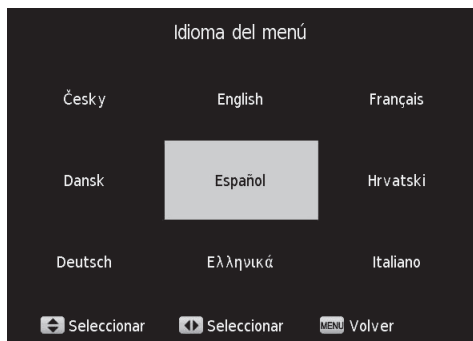 Idioma del menú
Česky English Français
Dansk Español Hrvatski
Deutsch Ελληνικά Italiano
Seleccionar Seleccionar MENU Volver